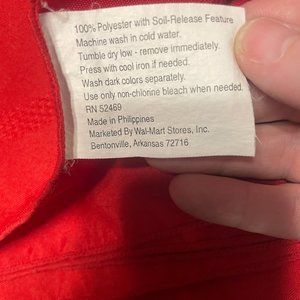 100% Polyester with Soil-Release Feature
Machine wash in cold water.
Tumble dry low - remove immediately.
Press with cool iron if needed.
Wash dark colors separately.
Use only non-chlorine bleach when needed.
RN 52469
Made in Philippines
Marketed By Wal-Mart Stores, Inc.
Bentonville, Arkansas 72716